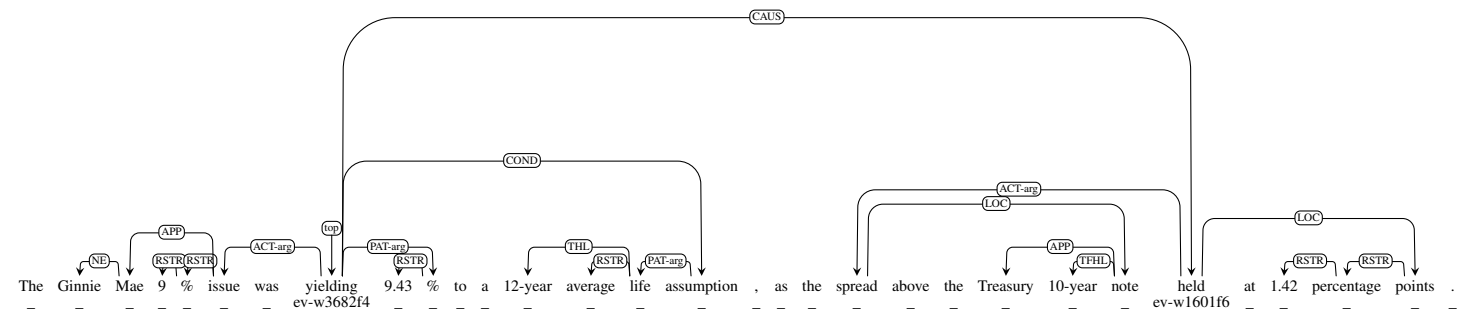 CAUS
COND
ACT-arg
LOC
LOC
top
APP
ACT-arg
PAT-arg
THL
APP
NE
RSTR
RSTR
RSTR
RSTR
PAT-arg
TFHL
RSTR
RSTR
The Ginnie Mae 9 % issue was yielding 9.43 % to a 12-year average life assumption , as the spread above the Treasury 10-year note held at 1.42 percentage points .
_ _ _ _ _ _ _ ev-w3682f4 _ _ _ _ _ _ _ _ _ _ _ _ _ _ _ _ _ _ ev-w1601f6 _ _ _ _ _